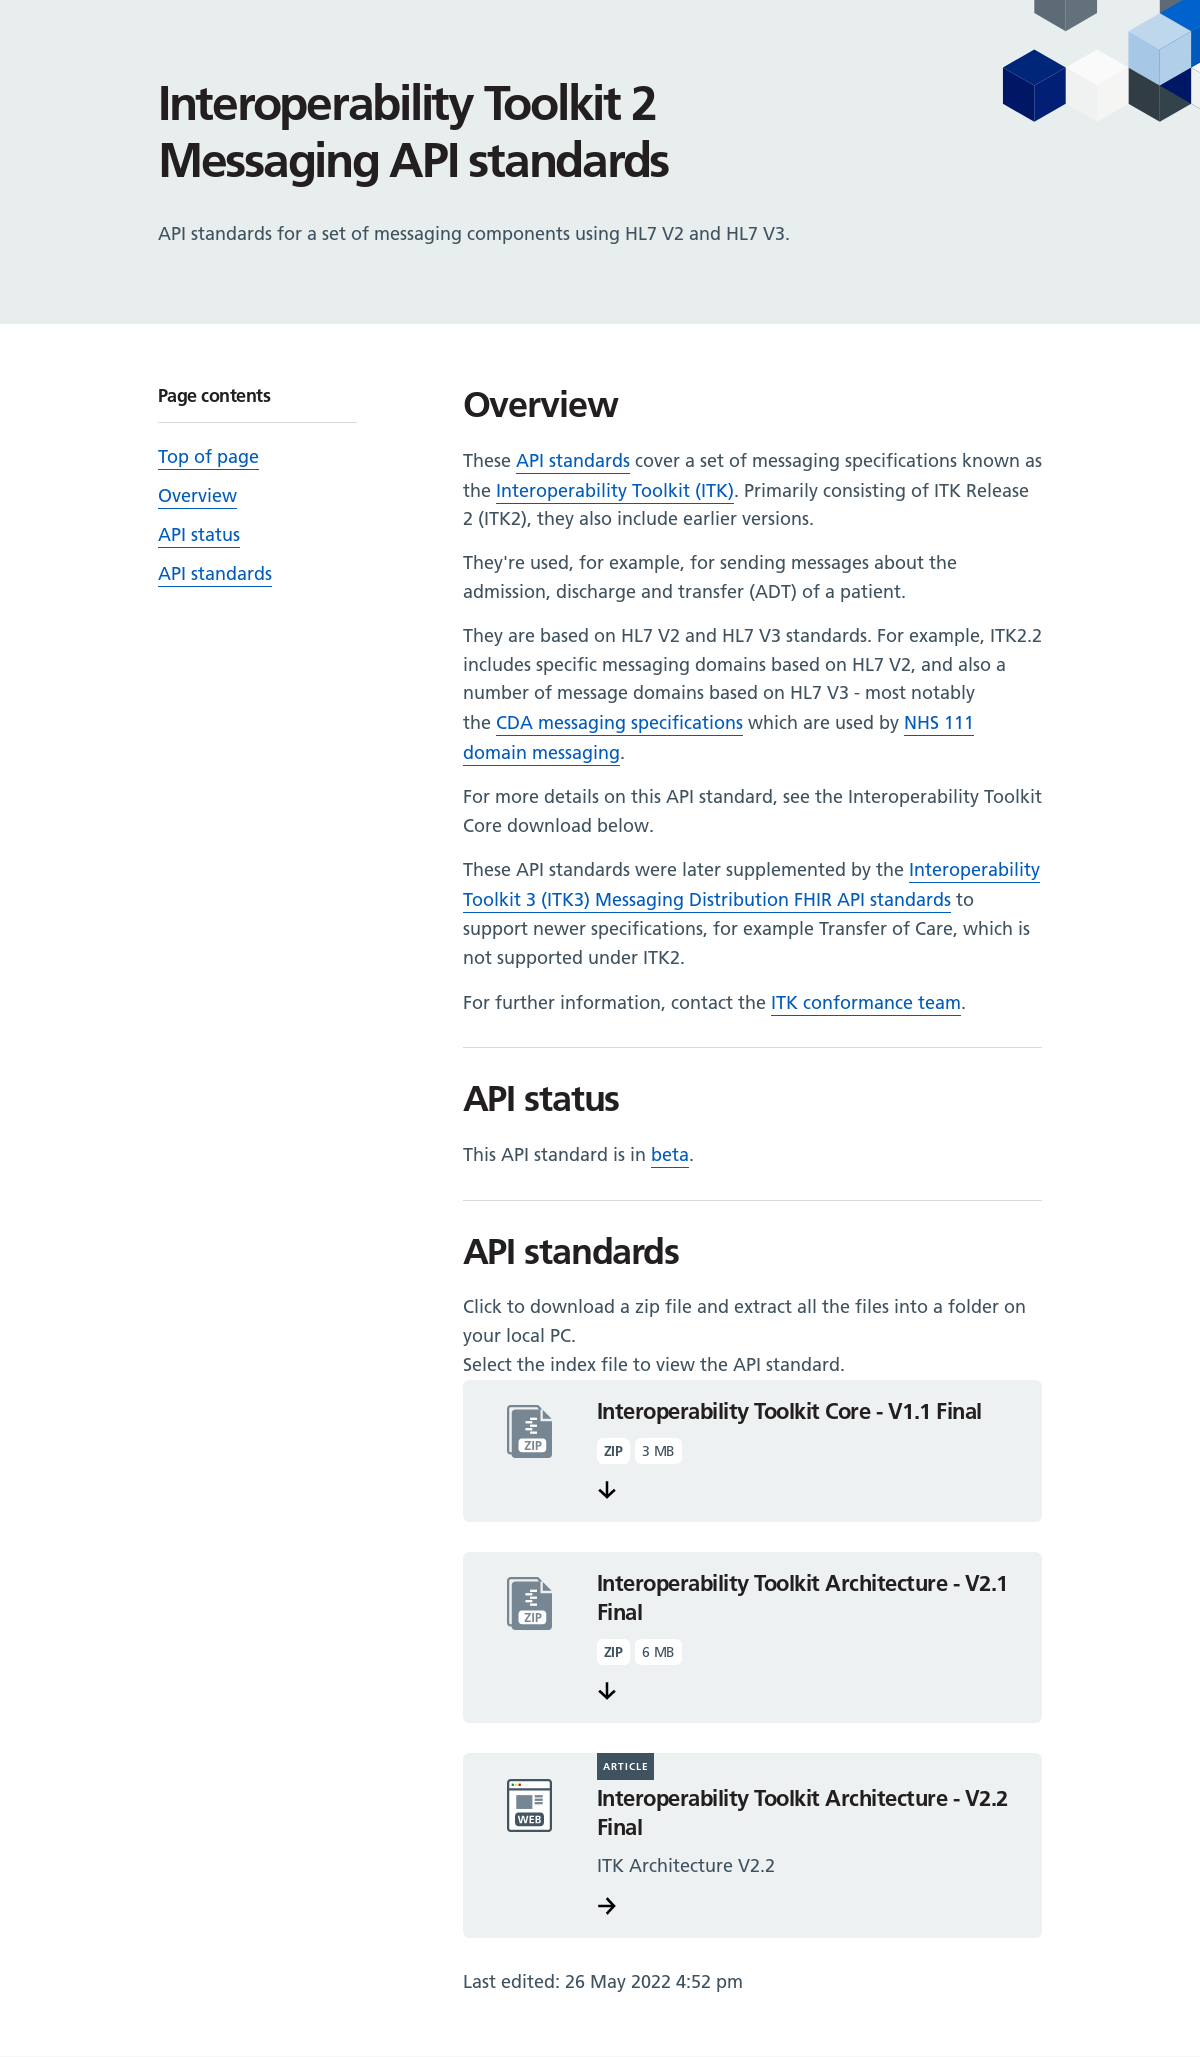 Interoperability Toolkit 2
Messaging API standards
API standards for a set of messaging components using HL7 V2 and HL7 V3.
Page contents
Top of page
Overview
API status
API standards
Overview
These API standards cover a set of messaging specifications known as
the Interoperability Toolkit (ITK). Primarily consisting of ITK Release
2 (ITK2), they also include earlier versions.
They're used, for example, for sending messages about the
admission, discharge and transfer (ADT) of a patient.
They are based on HL7 V2 and HL7 V3 standards. For example, ITK2.2
includes specific messaging domains based on HL7 V2, and also a
number of message domains based on HL7 V3 - most notably
the CDA messaging specifications which are used by NHS 111
domain messaging.
For more details on this API standard, see the Interoperability Toolkit
Core download below.
These API standards were later supplemented by the Interoperability
Toolkit 3 (ITK3) Messaging Distribution FHIR API standards to
support newer specifications, for example Transfer of Care, which is
not supported under ITK2.
For further information, contact the ITK conformance team.
API status
This API standard is in beta.
API standards
Click to download a zip file and extract all the files into a folder on
your local PC.
Select the index file to view the API standard.
ZIP
Interoperability Toolkit Core - V1.1 Final
ZIP 3 MB
ZIP
Interoperability Toolkit Architecture - V2.1
Final
ZIP 6 MB
ARTICLE
WEB
Interoperability Toolkit Architecture - V2.2
Final
ITK Architecture V2.2
Last edited: 26 May 2022 4:52 pm